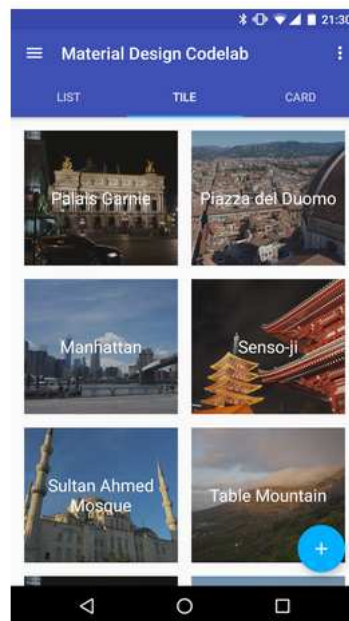 21:30
Material Design Codelab
LIST TILE CARD
Palais Garnie Piazza del Duomo
Manhattan Senso-ji
Sultan Ahmed
Mosque
Table Mountain